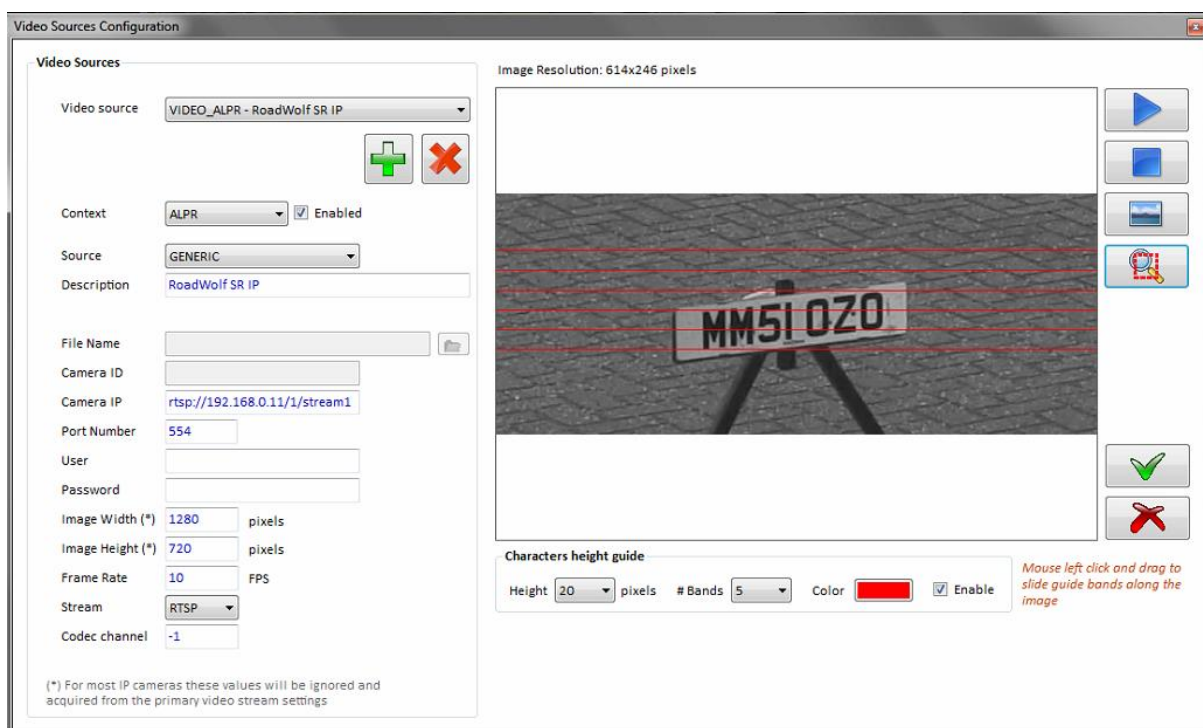 Video Sources Configuration
Video Sources
Video source VIDEO_ALPR - RoadWolf SR IP
Context ALPR Enabled
Source GENERIC
Description RoadWolf SR IP
File Name
Camera ID
Camera IP rtsp://192.168.0.11/1/stream1
Port Number 554
User
Password
Image Width (*) 1280 pixels
Image Height (*) 720 pixels
Frame Rate 10 FPS
Stream RTSP
Codec channel -1
(*) For most IP cameras these values will be ignored and
acquired from the primary video stream settings
Image Resolution: 614x246 pixels
MM51 OZO
Characters height guide
Height 20 pixels # Bands 5 Color Enable
Mouse left click and drag to
slide guide bands along the
image